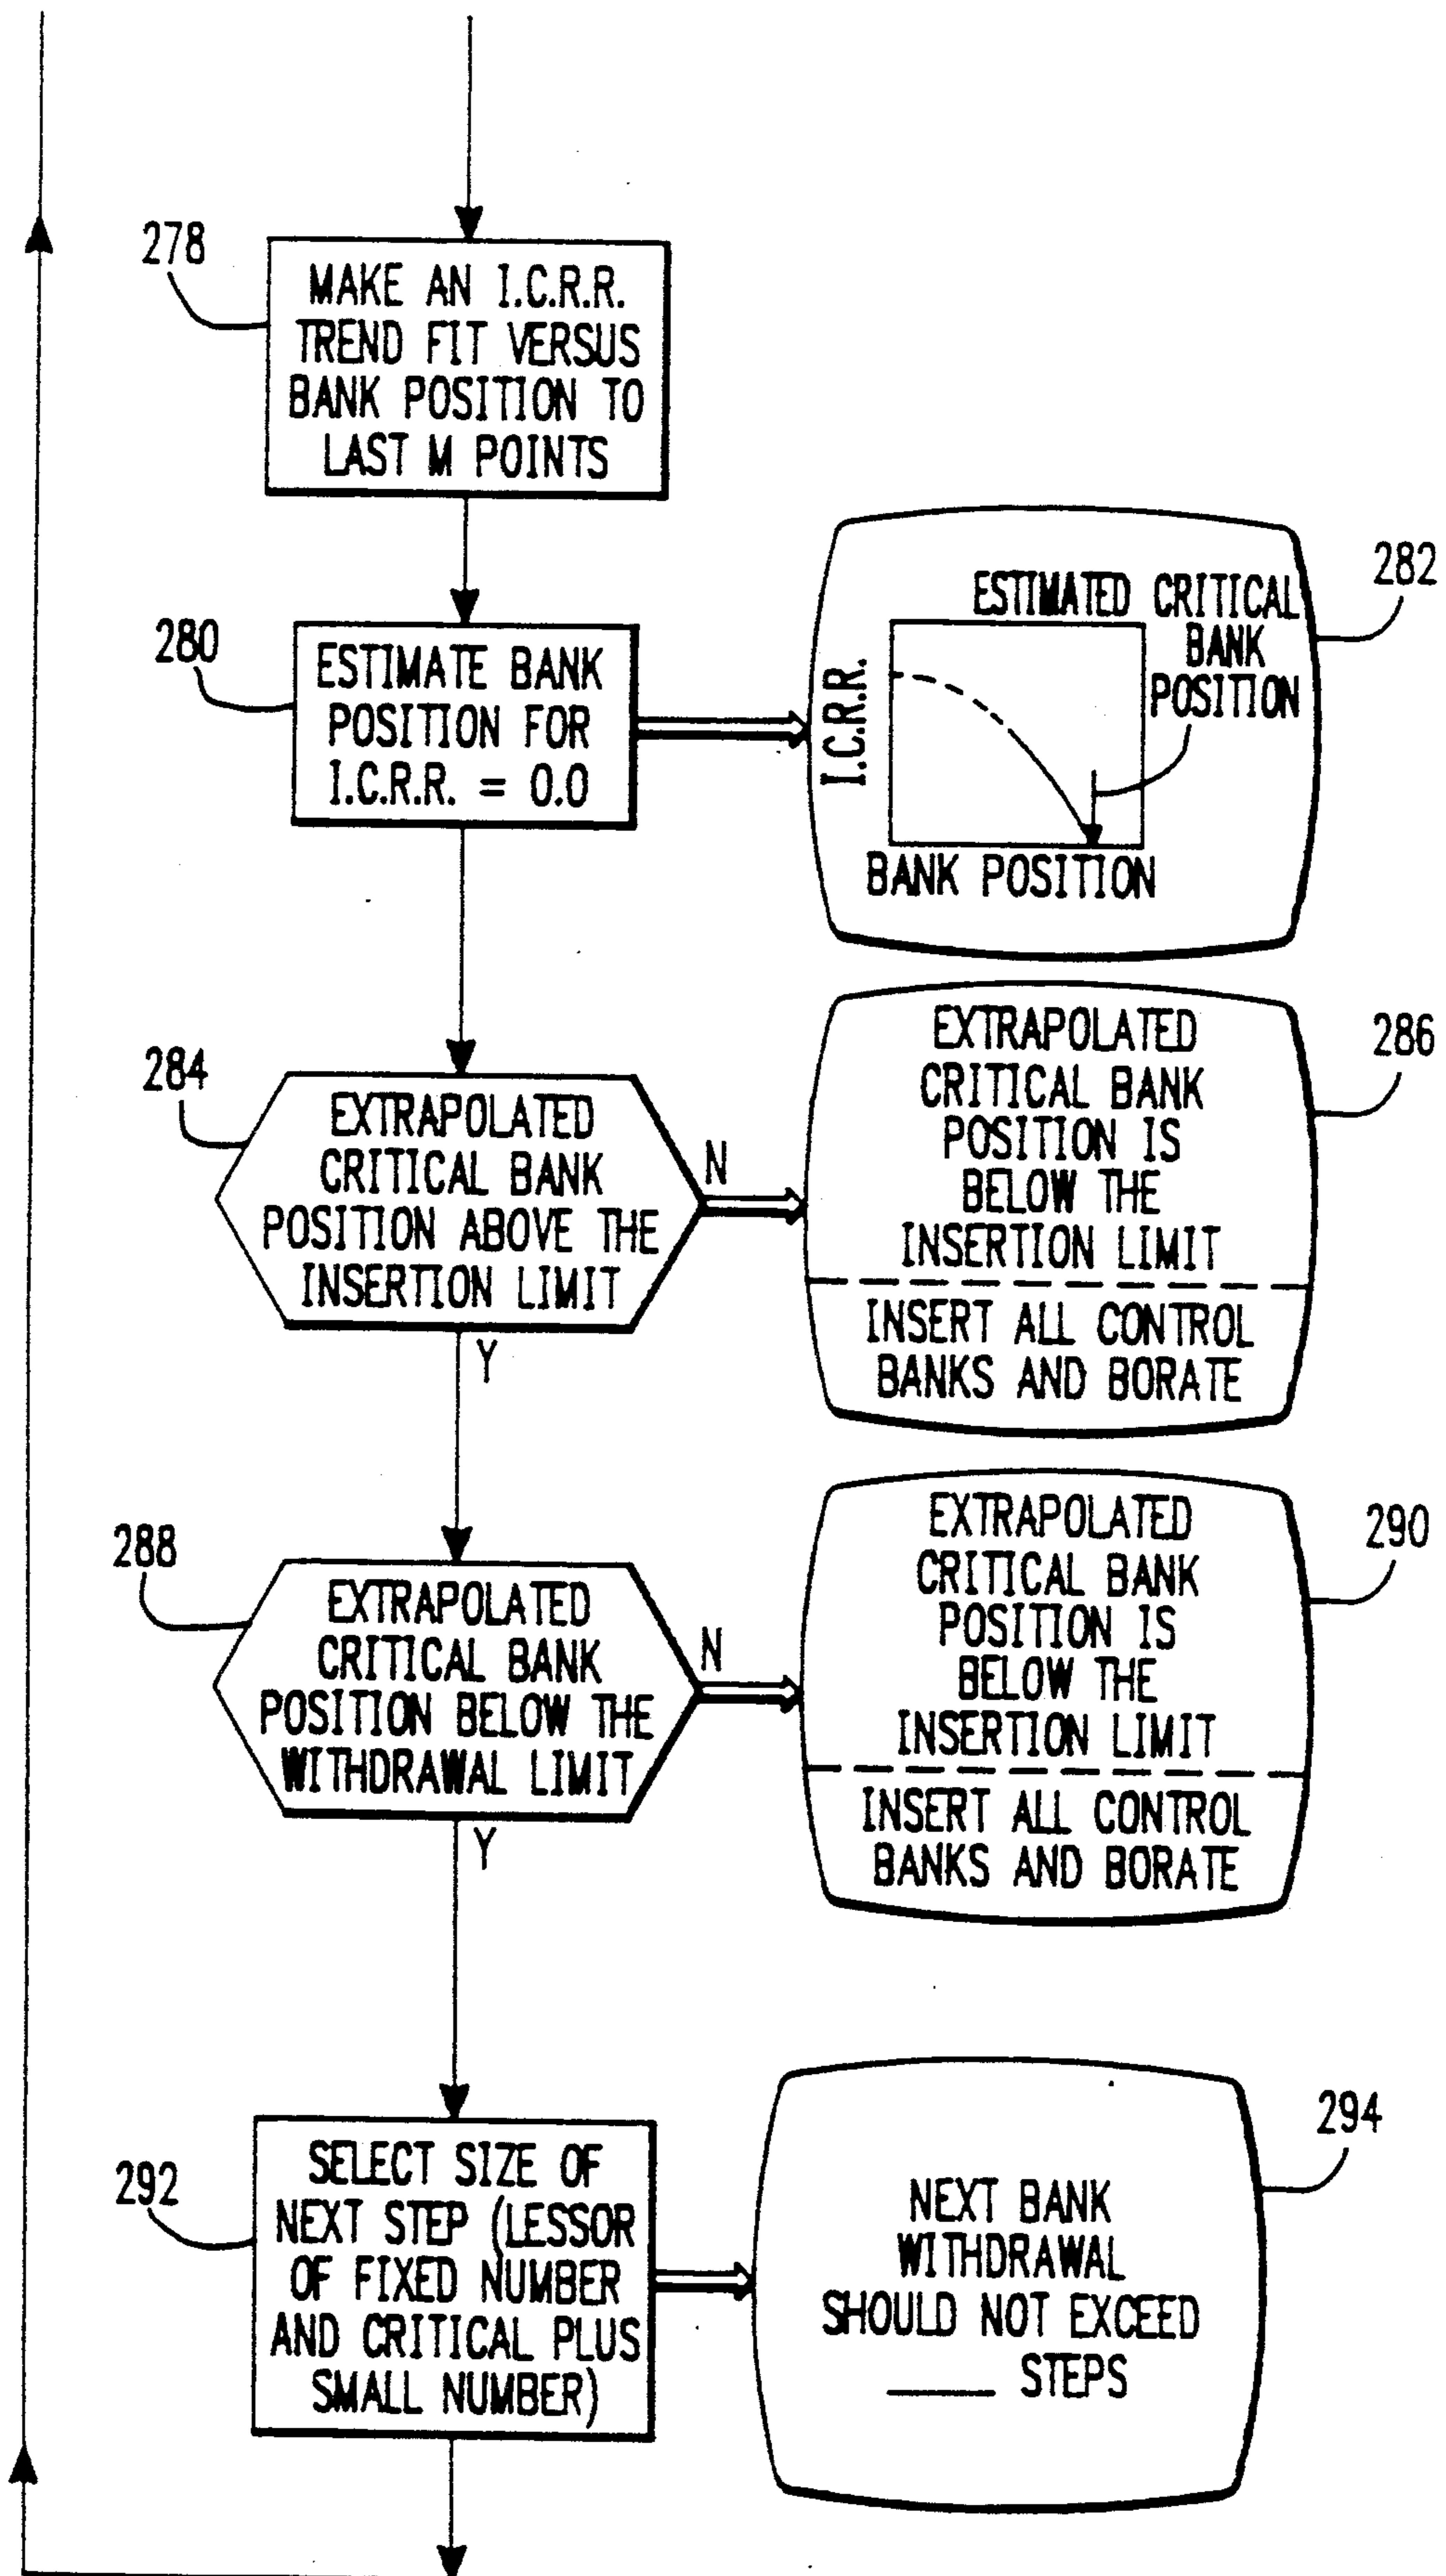 278
MAKE AN I.C.R.R.
TREND FIT VERSUS
BANK POSITION TO
LAST M POINTS
280
ESTIMATE BANK
POSITION FOR
I.C.R.R. = 0.0
282
ESTIMATED CRITICAL
BANK
POSITION
I.C.R.R.
BANK POSITION
284
EXTRAPOLATED
CRITICAL BANK
POSITION ABOVE THE
INSERTION LIMIT
N
Y
286
EXTRAPOLATED
CRITICAL BANK
POSITION IS
BELOW THE
INSERTION LIMIT
INSERT ALL CONTROL
BANKS AND BORATE
288
EXTRAPOLATED
CRITICAL BANK
POSITION BELOW THE
WITHDRAWAL LIMIT
N
Y
290
EXTRAPOLATED
CRITICAL BANK
POSITION IS
BELOW THE
INSERTION LIMIT
INSERT ALL CONTROL
BANKS AND BORATE
292
SELECT SIZE OF
NEXT STEP (LESSOR
OF FIXED NUMBER
AND CRITICAL PLUS
SMALL NUMBER)
294
NEXT BANK
WITHDRAWAL
SHOULD NOT EXCEED
____ STEPS